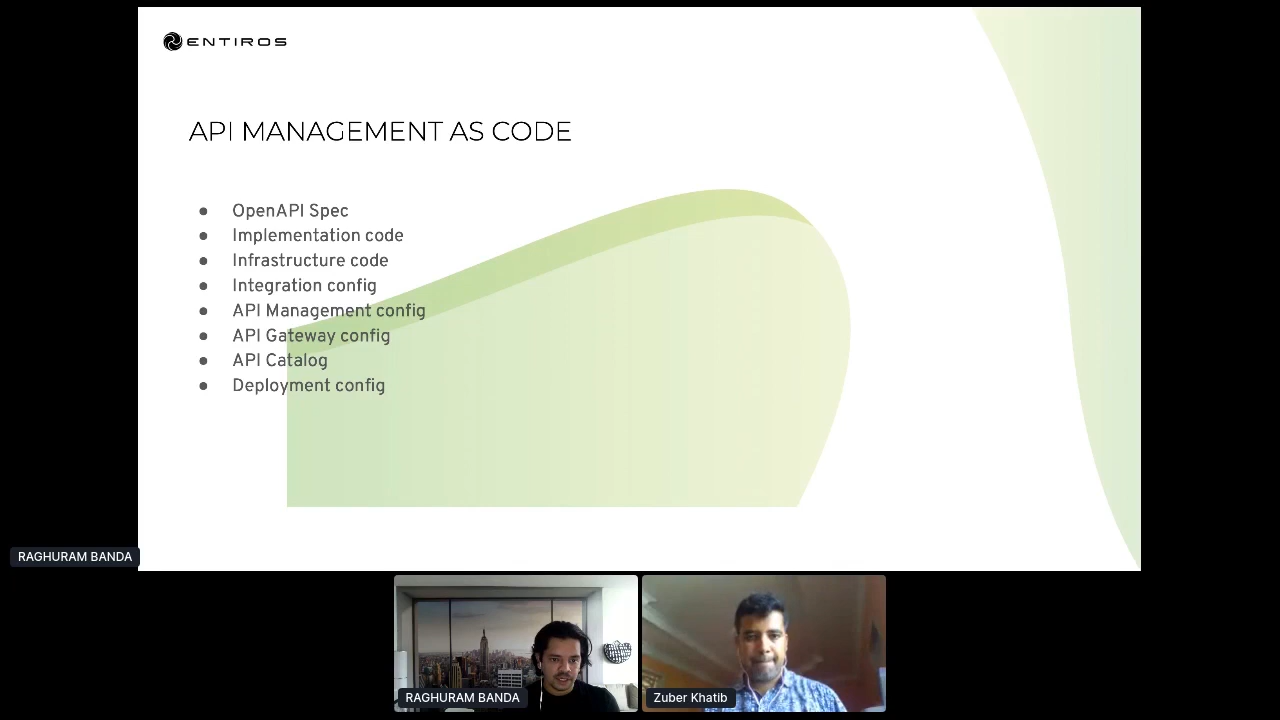 ENTIROS
API MANAGEMENT AS CODE
● OpenAPI Spec
● Implementation code
● Infrastructure code
● Integration config
● API Management config
● API Gateway config
● API Catalog
● Deployment config
RAGHURAM BANDA
RAGHURAM BANDA
Zuber Khatib